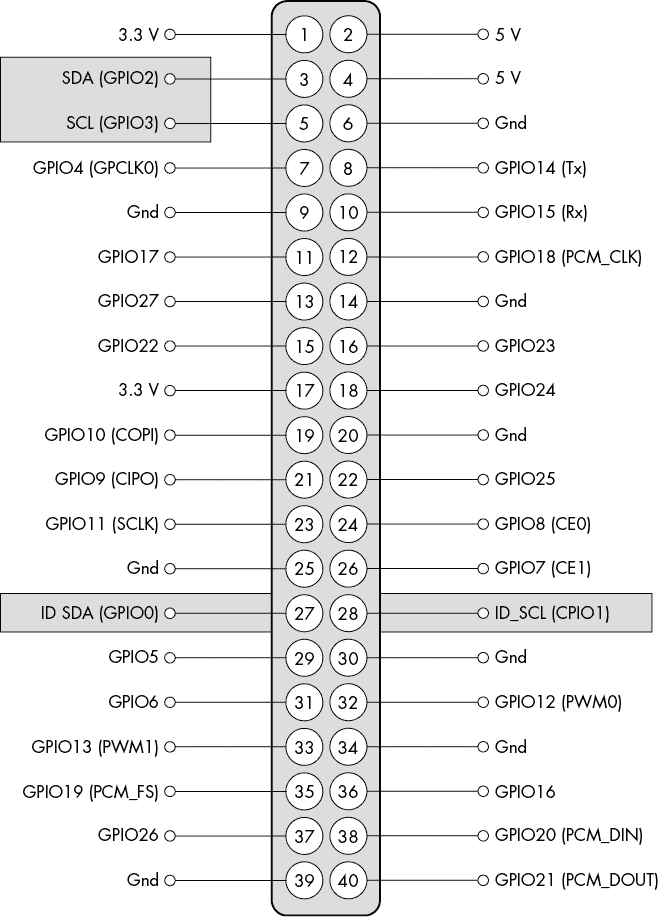 3.3 V 1 2 5 V
SDA (GPIO2) 3 4 5 V
SCL (GPIO3) 5 6 Gnd
GPIO4 (GPCLK0) 7 8 GPIO14 (Tx)
Gnd 9 10 GPIO15 (Rx)
GPIO17 11 12 GPIO18 (PCM_CLK)
GPIO27 13 14 Gnd
GPIO22 15 16 GPIO23
3.3 V 17 18 GPIO24
GPIO10 (COPI) 19 20 Gnd
GPIO9 (CIPO) 21 22 GPIO25
GPIO11 (SCLK) 23 24 GPIO8 (CE0)
Gnd 25 26 GPIO7 (CE1)
ID SDA (GPIO0) 27 28 ID_SCL (CPIO1)
GPIO5 29 30 Gnd
GPIO6 31 32 GPIO12 (PWM0)
GPIO13 (PWM1) 33 34 Gnd
GPIO19 (PCM_FS) 35 36 GPIO16
GPIO26 37 38 GPIO20 (PCM_DIN)
Gnd 39 40 GPIO21 (PCM_DOUT)